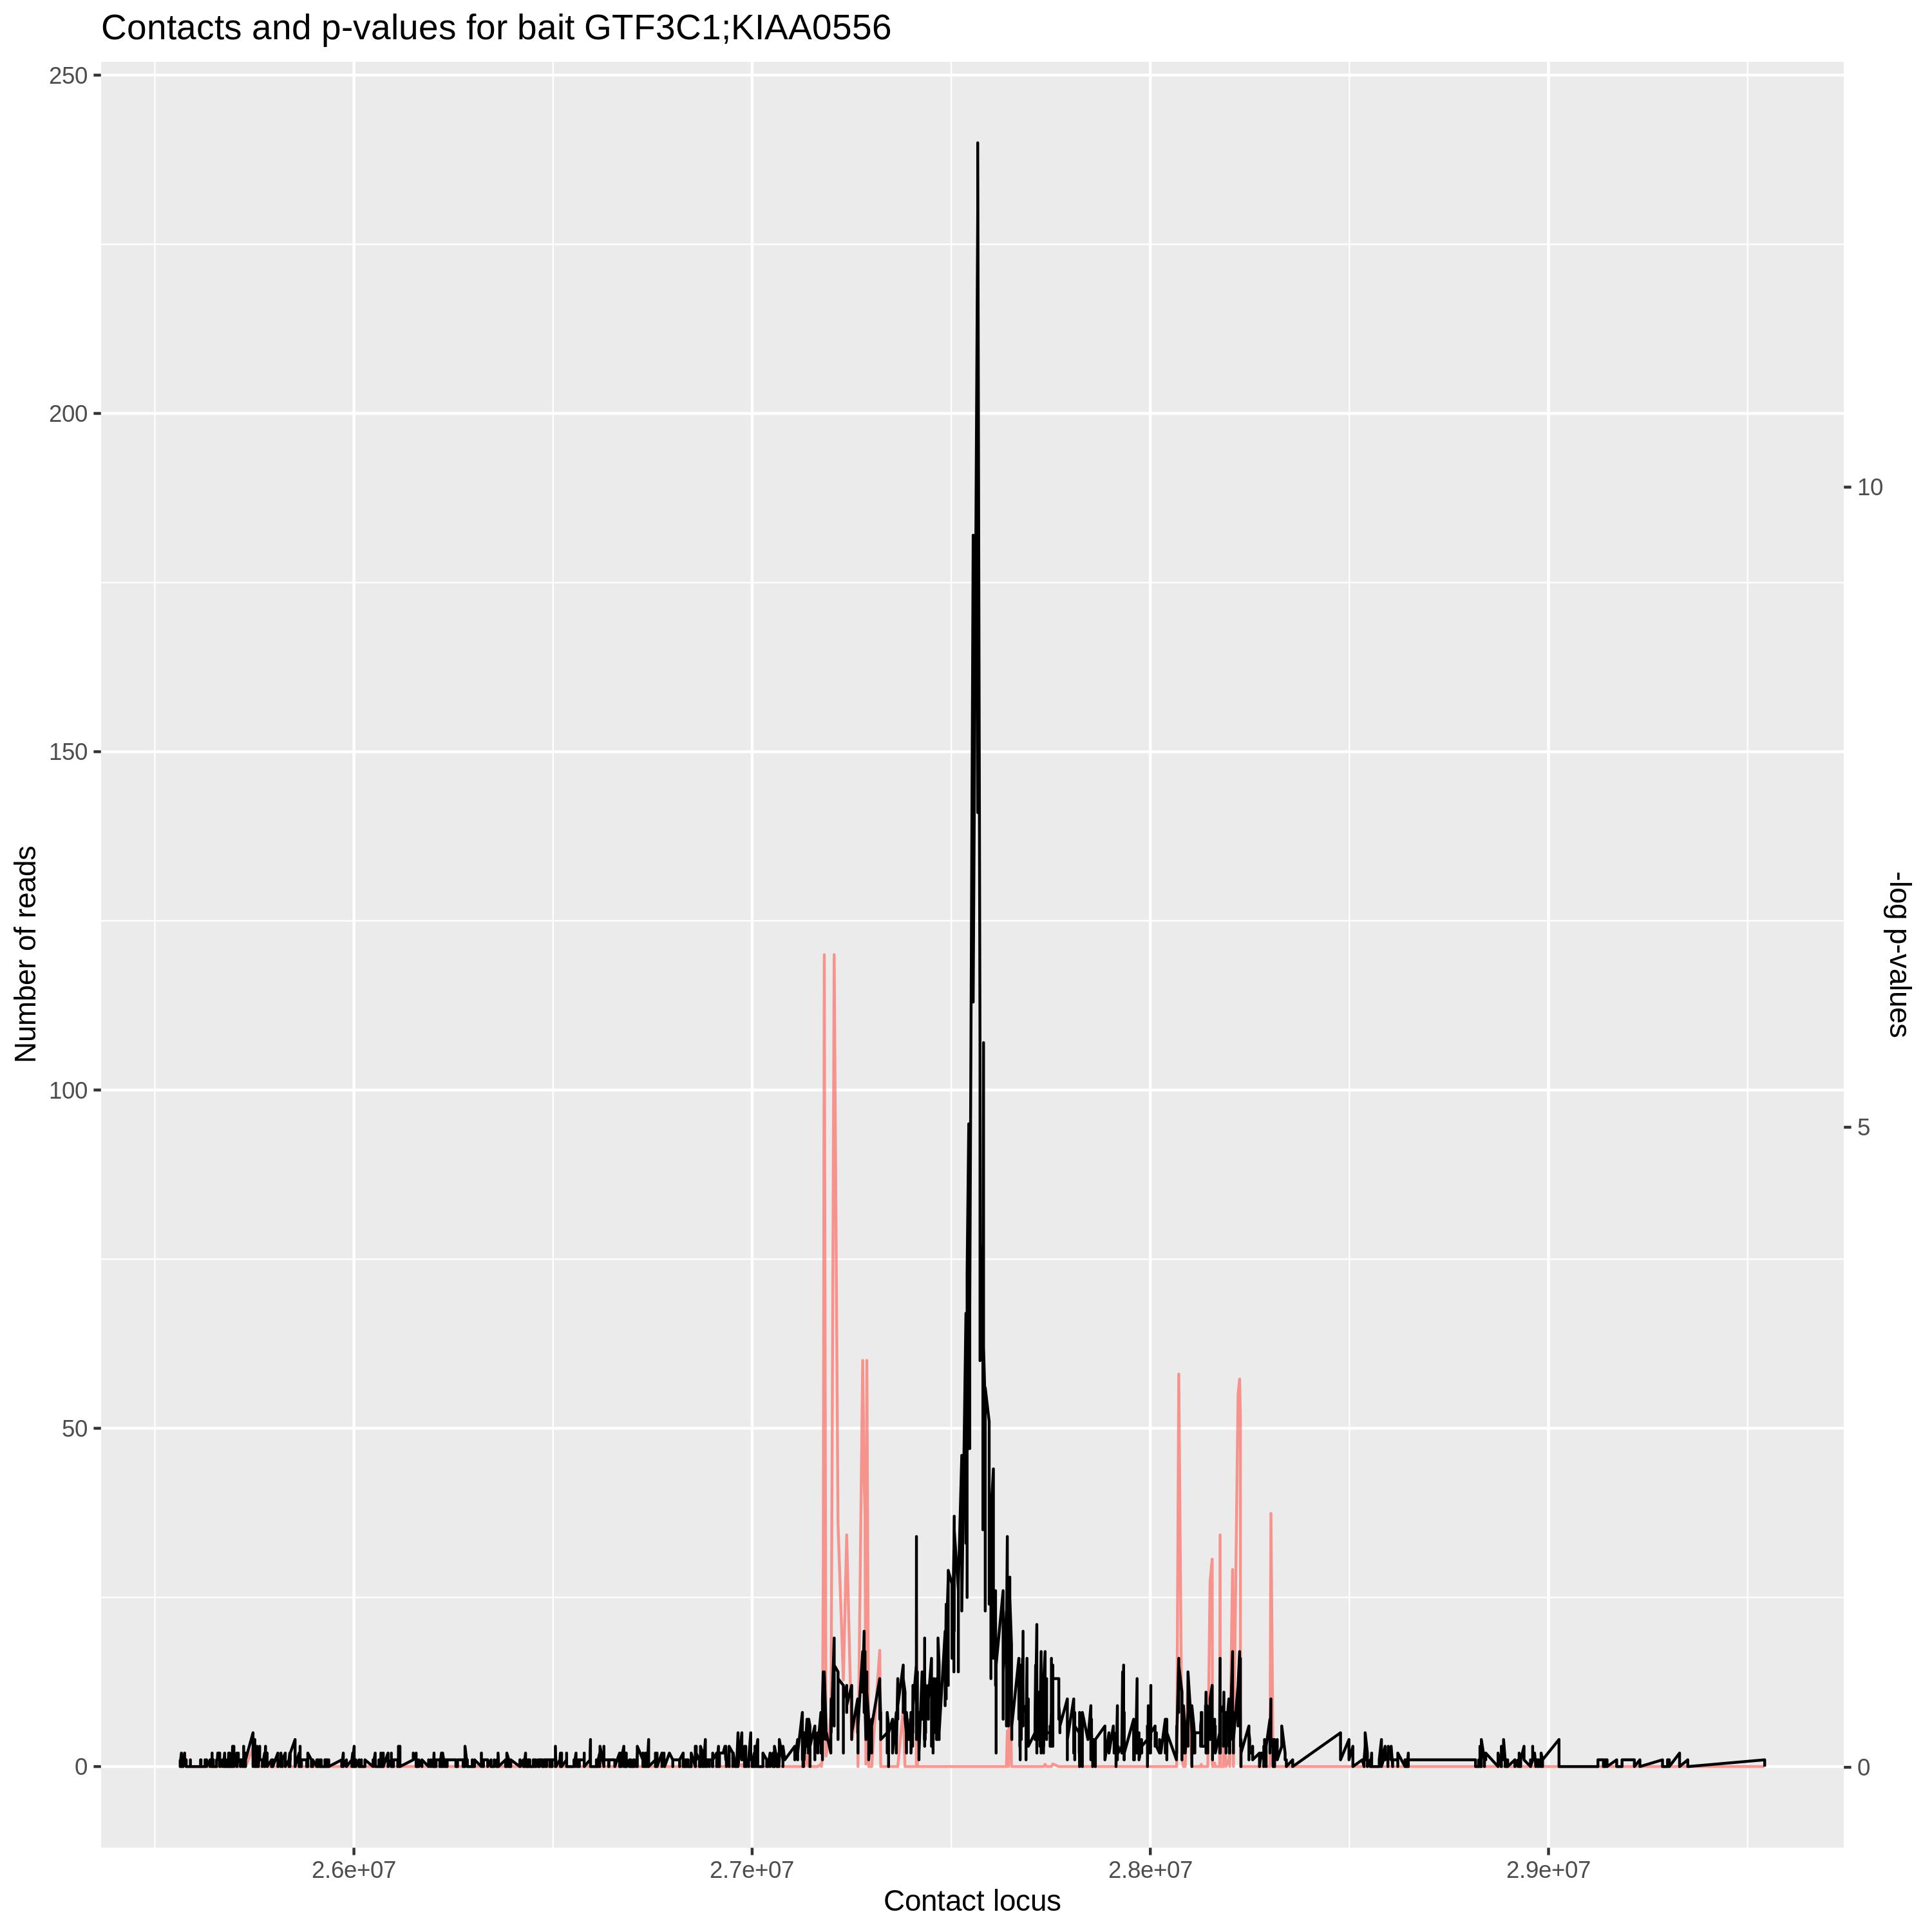 Contacts and p-values for bait GTF3C1;KIAA0556
250
200
150
100
50
0
Number of reads
10
5
0
-log p-values
2.6e+07
2.7e+07
2.8e+07
2.9e+07
Contact locus